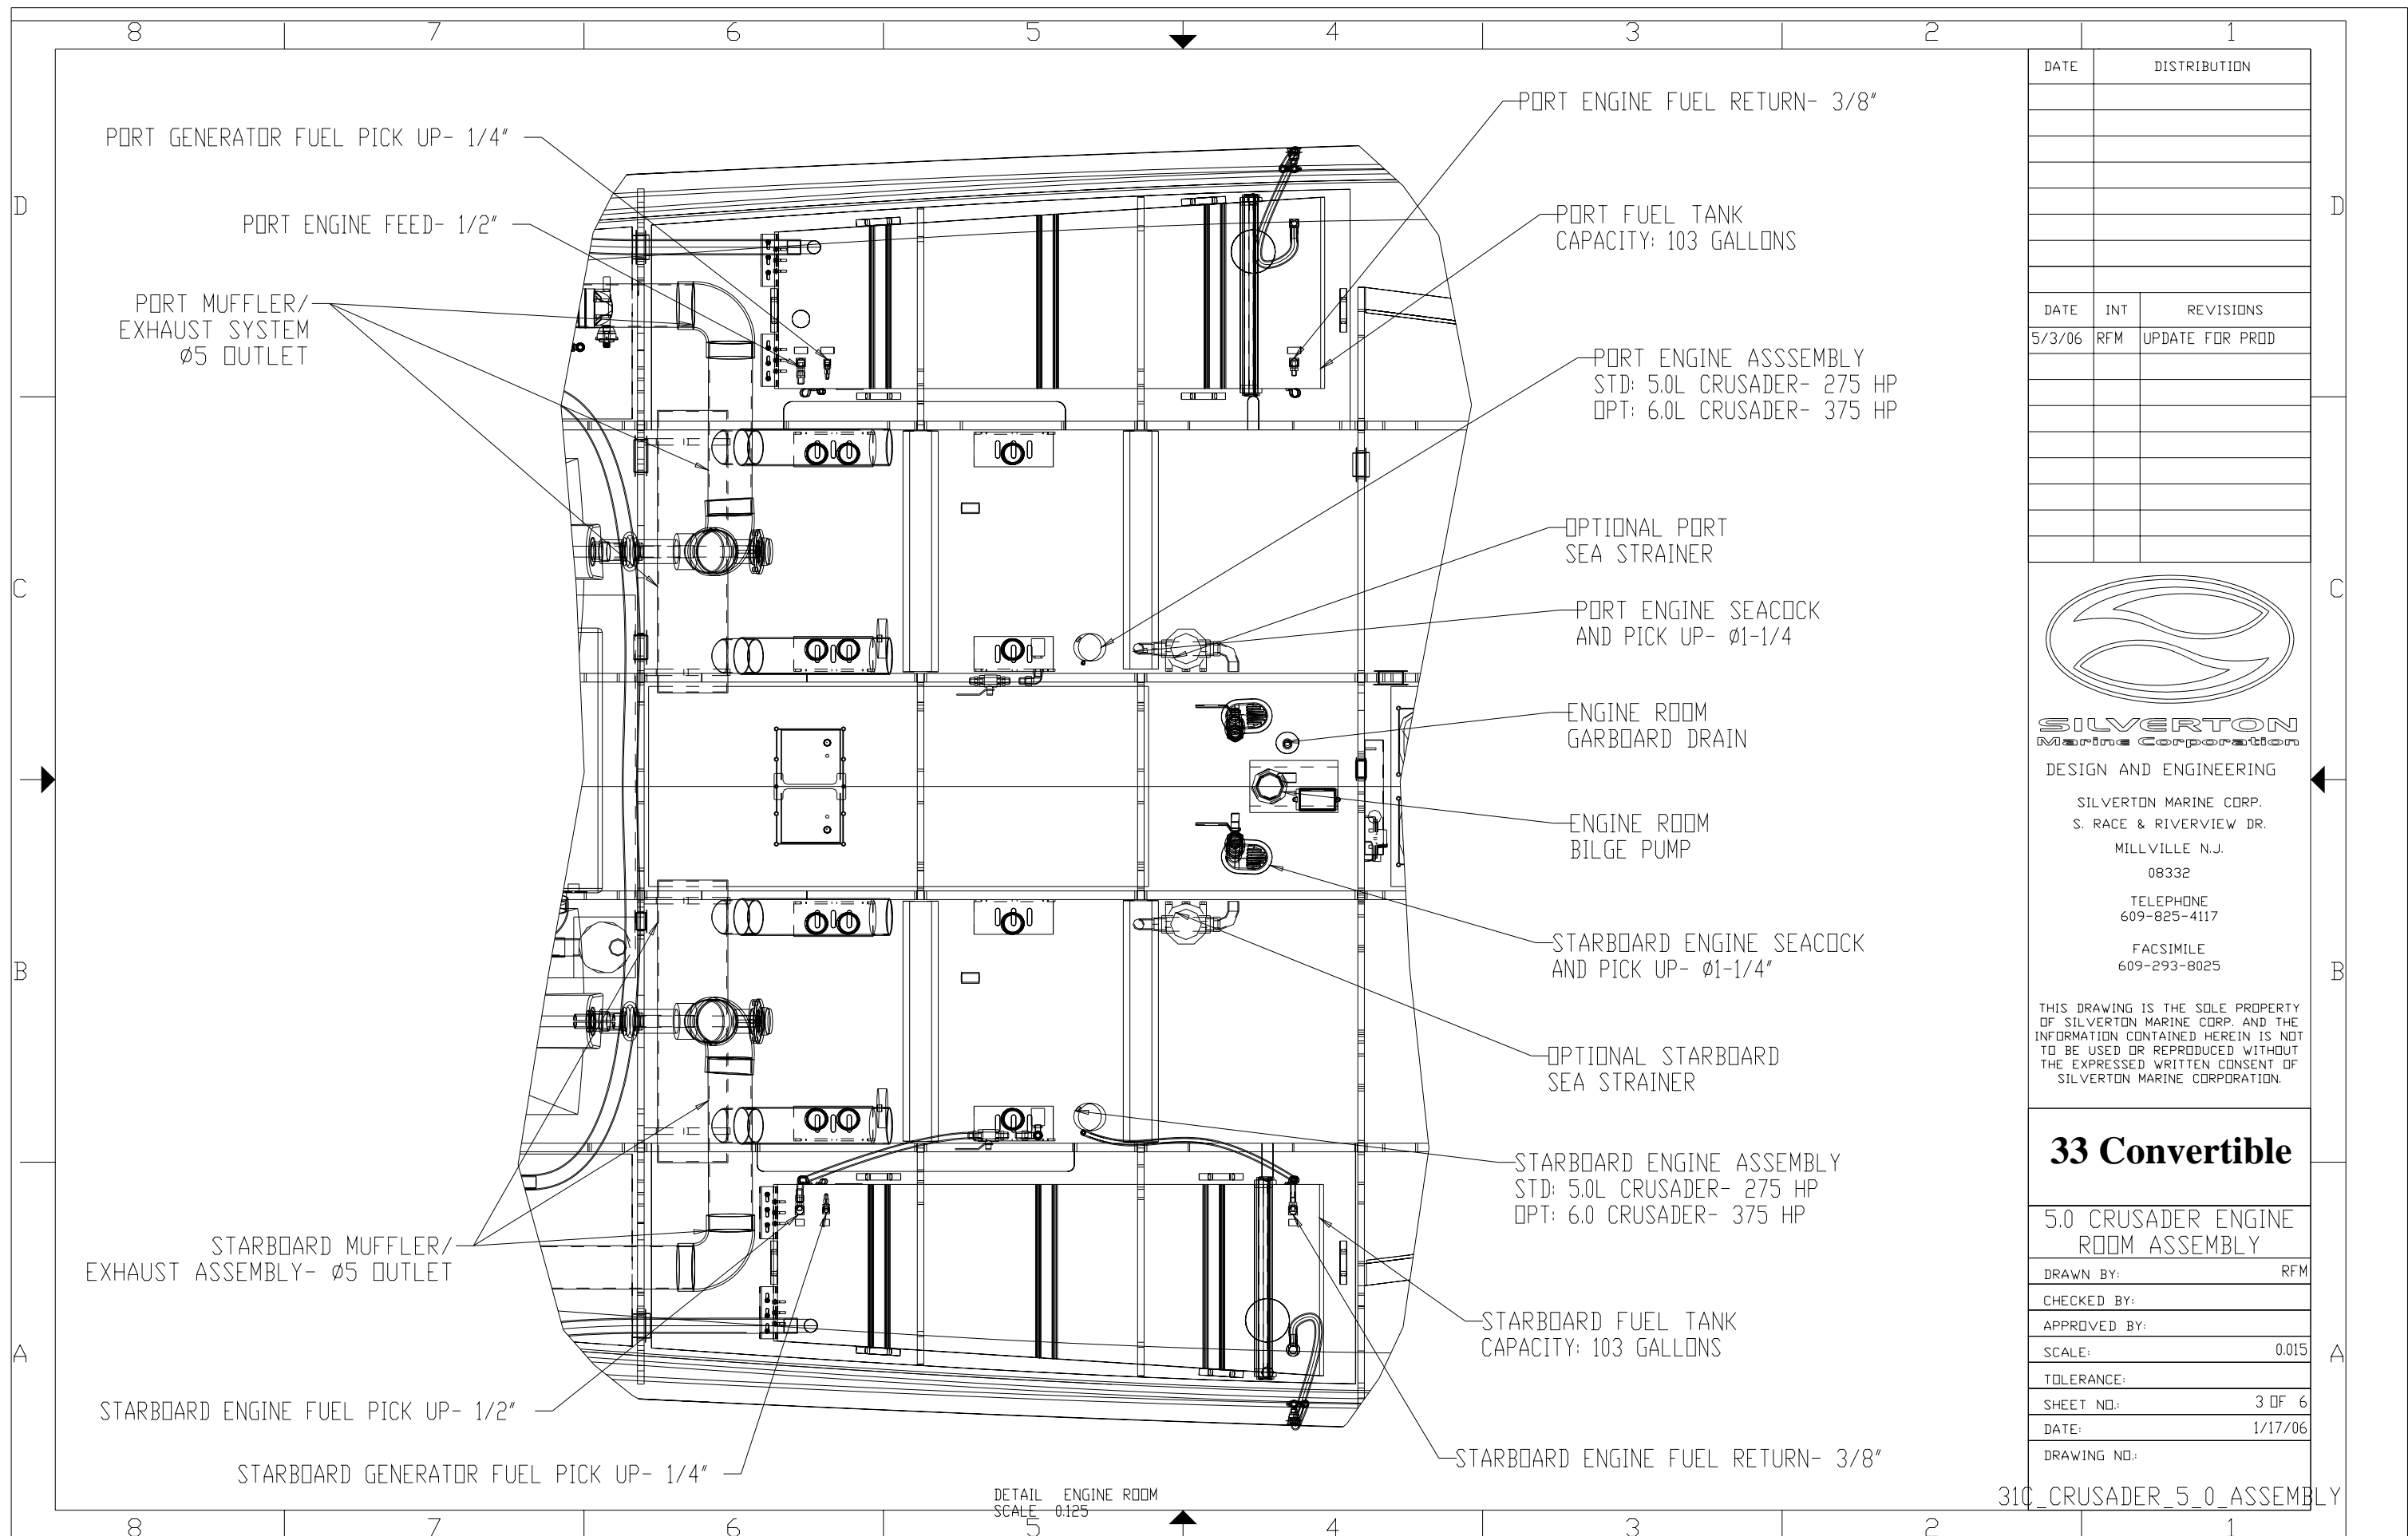 8 7 6 5 4 3 2 1
D
C
B
A
PORT GENERATOR FUEL PICK UP- 1/4"
PORT ENGINE FEED- 1/2"
PORT MUFFLER/
EXHAUST SYSTEM
Ø5 OUTLET
PORT ENGINE FUEL RETURN- 3/8"
PORT FUEL TANK
CAPACITY: 103 GALLONS
PORT ENGINE ASSSEMBLY
STD: 5.0L CRUSADER- 275 HP
OPT: 6.0L CRUSADER- 375 HP
OPTIONAL PORT
SEA STRAINER
PORT ENGINE SEACOCK
AND PICK UP- Ø1-1/4
ENGINE ROOM
GARBOARD DRAIN
ENGINE ROOM
BILGE PUMP
STARBOARD ENGINE SEACOCK
AND PICK UP- Ø1-1/4"
OPTIONAL STARBOARD
SEA STRAINER
STARBOARD ENGINE ASSEMBLY
STD: 5.0L CRUSADER- 275 HP
OPT: 6.0 CRUSADER- 375 HP
STARBOARD MUFFLER/
EXHAUST ASSEMBLY- Ø5 OUTLET
STARBOARD FUEL TANK
CAPACITY: 103 GALLONS
STARBOARD ENGINE FUEL PICK UP- 1/2"
STARBOARD GENERATOR FUEL PICK UP- 1/4"
STARBOARD ENGINE FUEL RETURN- 3/8"
DETAIL ENGINE ROOM
SCALE 0.125
DATE DISTRIBUTION
DATE INT REVISIONS
5/3/06 RFM UPDATE FOR PROD
SILVERTON
Marine Corporation
DESIGN AND ENGINEERING
SILVERTON MARINE CORP.
S. RACE & RIVERVIEW DR.
MILLVILLE N.J.
08332
TELEPHONE
609-825-4117
FACSIMILE
609-293-8025
THIS DRAWING IS THE SOLE PROPERTY
OF SILVERTON MARINE CORP. AND THE
INFORMATION CONTAINED HEREIN IS NOT
TO BE USED OR REPRODUCED WITHOUT
THE EXPRESSED WRITTEN CONSENT OF
SILVERTON MARINE CORPORATION.
33 Convertible
5.0 CRUSADER ENGINE
ROOM ASSEMBLY
DRAWN BY: RFM
CHECKED BY:
APPROVED BY:
SCALE: 0.015
TOLERANCE:
SHEET NO.: 3 OF 6
DATE: 1/17/06
DRAWING NO.:
31C_CRUSADER_5_0_ASSEMBLY
D
C
B
A
8 7 6 5 4 3 2 1